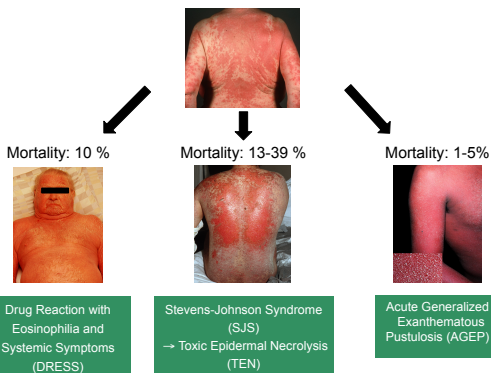 Mortality: 10 %
Mortality: 13-39 %
Mortality: 1-5%
Drug Reaction with
Eosinophilia and
Systemic Symptoms
(DRESS)
Stevens-Johnson Syndrome
(SJS)
→ Toxic Epidermal Necrolysis
(TEN)
Acute Generalized
Exanthematous
Pustulosis (AGEP)